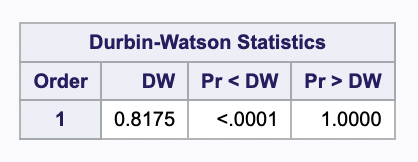 Durbin-Watson Statistics
Order DW Pr < DW Pr > DW
1 0.8175 <.0001 1.0000